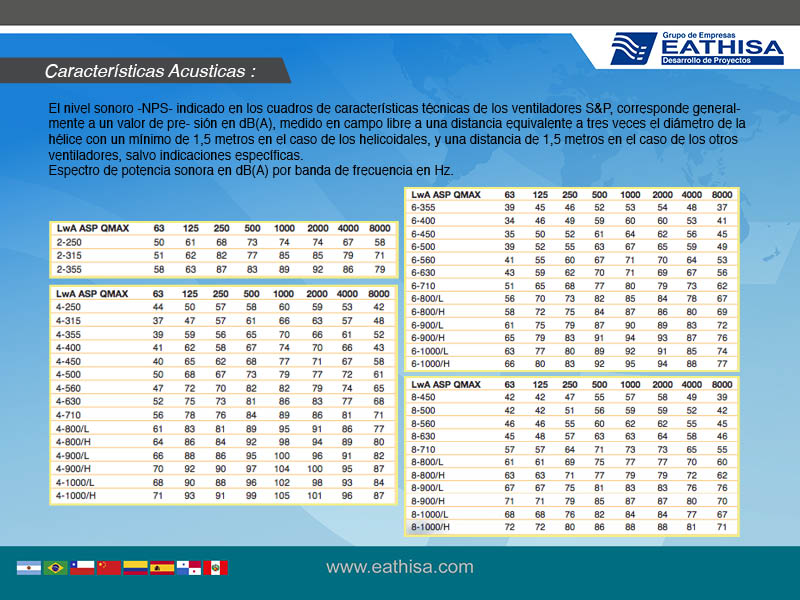 Grupo de Empresas
EATHISA
Desarrollo de Proyectos
Características Acusticas :
El nivel sonoro -NPS- indicado en los cuadros de características técnicas de los ventiladores S&P, corresponde general-
mente a un valor de pre- sión en dB(A), medido en campo libre a una distancia equivalente a tres veces el diámetro de la
hélice con un mínimo de 1,5 metros en el caso de los helicoidales, y una distancia de 1,5 metros en el caso de los otros
ventiladores, salvo indicaciones específicas.
Espectro de potencia sonora en dB(A) por banda de frecuencia en Hz.
LwA ASP QMAX 63 125 250 500 1000 2000 4000 8000
2-250 50 61 68 73 74 74 67 58
2-315 51 62 82 77 85 85 79 71
2-355 58 63 87 83 89 92 86 79
LwA ASP QMAX 63 125 250 500 1000 2000 4000 8000
4-250 44 50 57 58 60 59 53 42
4-315 37 47 57 61 66 63 57 48
4-355 39 59 56 65 70 66 61 52
4-400 41 62 58 67 74 70 66 43
4-450 40 65 62 68 77 71 67 58
4-500 50 68 67 73 79 77 72 61
4-560 47 72 70 82 82 79 74 65
4-630 52 75 73 81 86 83 77 68
4-710 56 78 76 84 89 86 81 71
4-800/L 61 83 81 89 95 91 86 77
4-800/H 64 86 84 92 98 94 89 80
4-900/L 66 88 86 95 100 96 91 82
4-900/H 70 92 90 97 104 100 95 87
4-1000/L 68 90 88 96 102 98 93 84
4-1000/H 71 93 91 99 105 101 96 87
LwA ASP QMAX 63 125 250 500 1000 2000 4000 8000
6-355 39 45 46 52 53 54 48 37
6-400 34 46 49 59 60 60 53 41
6-450 35 50 52 61 64 62 56 45
6-500 39 52 55 63 67 65 59 49
6-560 41 55 60 67 71 70 64 53
6-630 43 59 62 70 71 69 67 56
6-710 51 65 68 77 80 79 73 62
6-800/L 56 70 73 82 85 84 78 67
6-800/H 58 72 75 84 87 86 80 69
6-900/L 61 75 79 87 90 89 83 72
6-900/H 65 79 83 91 94 93 87 76
6-1000/L 63 77 80 89 92 91 85 74
6-1000/H 66 80 83 92 95 94 88 77
LwA ASP QMAX 63 125 250 500 1000 2000 4000 8000
8-450 42 42 47 55 57 58 49 39
8-500 42 42 51 56 59 59 52 42
8-560 46 46 55 60 62 62 55 45
8-630 45 48 57 63 63 64 58 46
8-710 57 57 64 71 73 73 65 55
8-800/L 61 61 69 75 77 77 70 60
8-800/H 63 63 71 77 79 79 72 62
8-900/L 67 67 75 81 83 83 76 76
8-900/H 71 71 79 85 87 87 80 70
8-1000/L 68 68 76 82 84 84 77 67
8-1000/H 72 72 80 86 88 88 81 71
www.eathisa.com